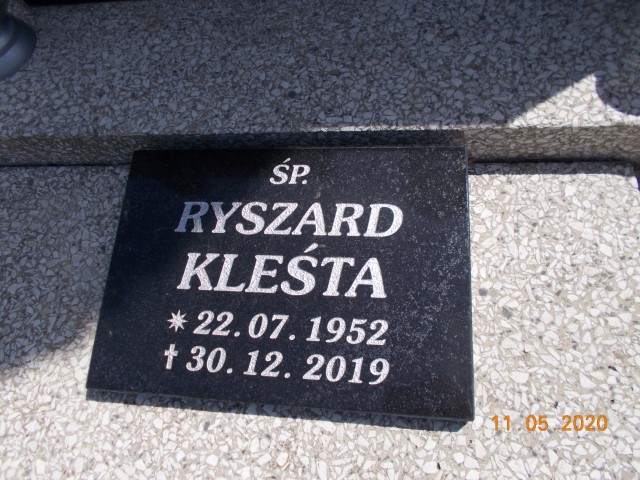 ŚP.
RYSZARD
KLEŚTA
* 22.07.1952
† 30.12.2019
11.05.2020